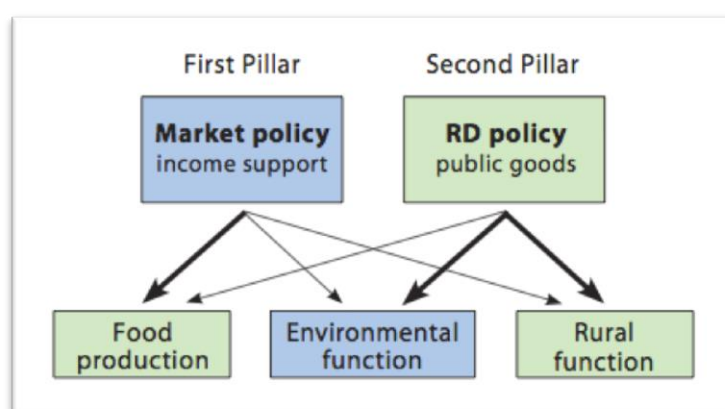 First Pillar
Second Pillar
Market policy
income support
RD policy
public goods
Food
production
Environmental
function
Rural
function